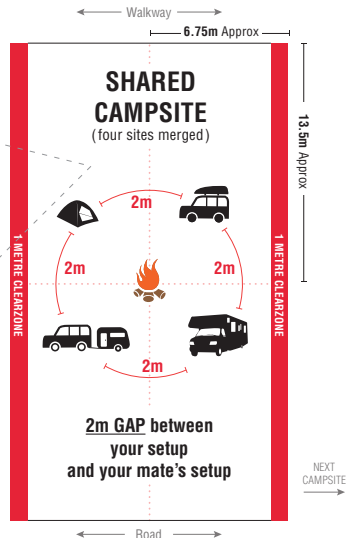 Walkway
6.75m Approx
SHARED
CAMPSITE
(four sites merged)
13.5m Approx
2m
2m
2m
2m
1 METRE CLEARZONE
1 METRE CLEARZONE
2m GAP between
your setup
and your mate's setup
NEXT
CAMPSITE
Road